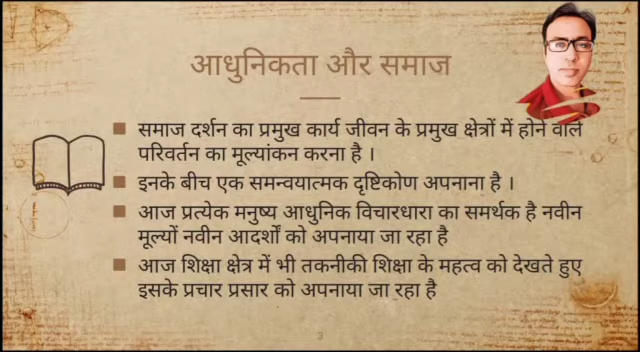 आधुनिकता और समाज
समाज दर्शन का प्रमुख कार्य जीवन के प्रमुख क्षेत्रों में होने वाले
परिवर्तन का मूल्यांकन करना है ।
इनके बीच एक समन्वयात्मक दृष्टिकोण अपनाना है ।
आज प्रत्येक मनुष्य आधुनिक विचारधारा का समर्थक है नवीन
मूल्यों नवीन आदर्शों को अपनाया जा रहा है
आज शिक्षा क्षेत्र में भी तकनीकी शिक्षा के महत्व को देखते हुए
इसके प्रचार प्रसार को अपनाया जा रहा है
3